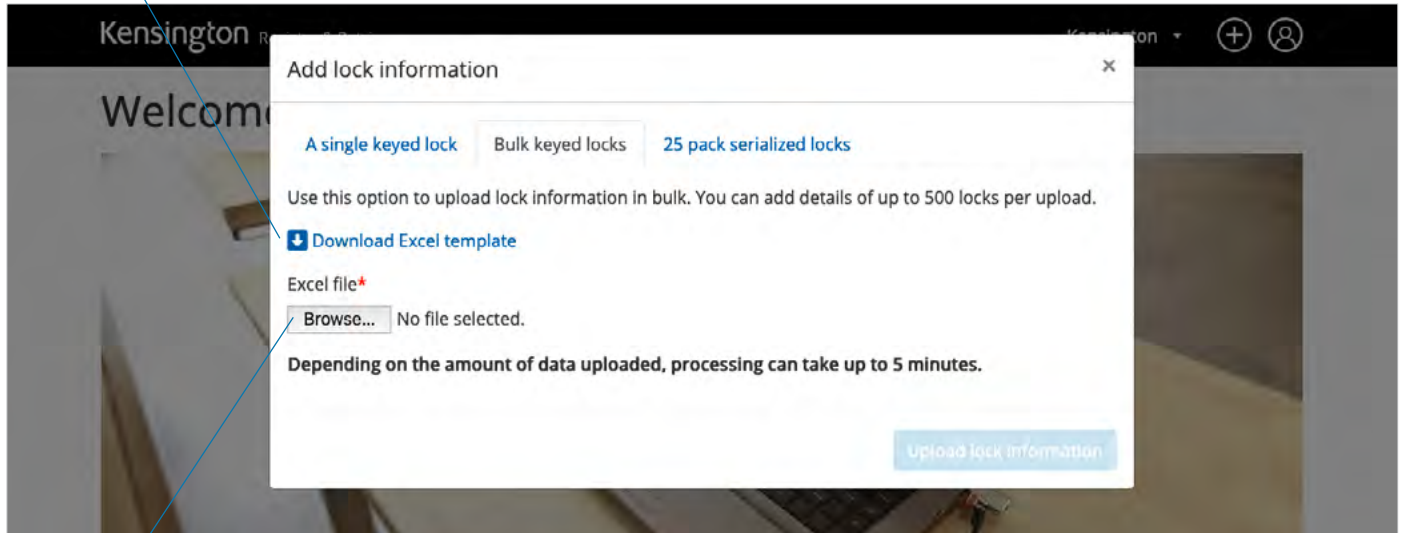 Kensington
Add lock information
×
Welcom
A single keyed lock Bulk keyed locks 25 pack serialized locks
Use this option to upload lock information in bulk. You can add details of up to 500 locks per upload.
Download Excel template
Excel file*
Browse... No file selected.
Depending on the amount of data uploaded, processing can take up to 5 minutes.
Upload lock information